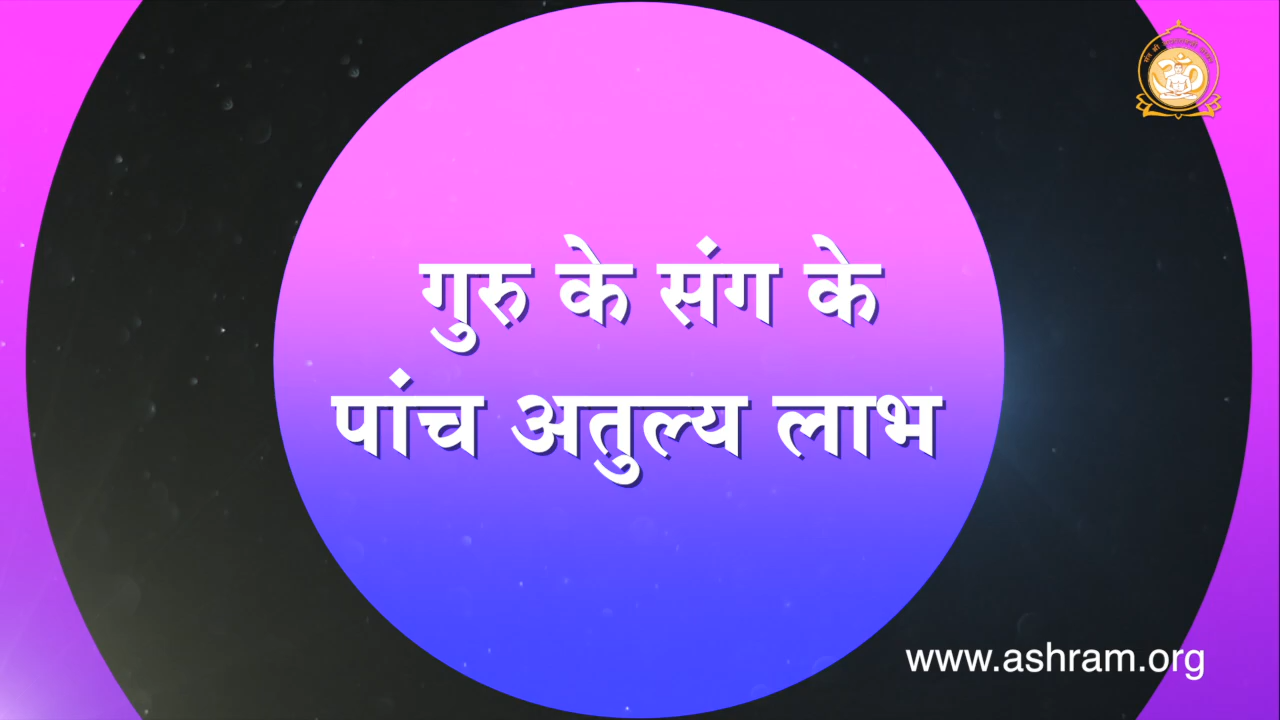 गुरु के संग के
पांच अतुल्य लाभ
www.ashram.org